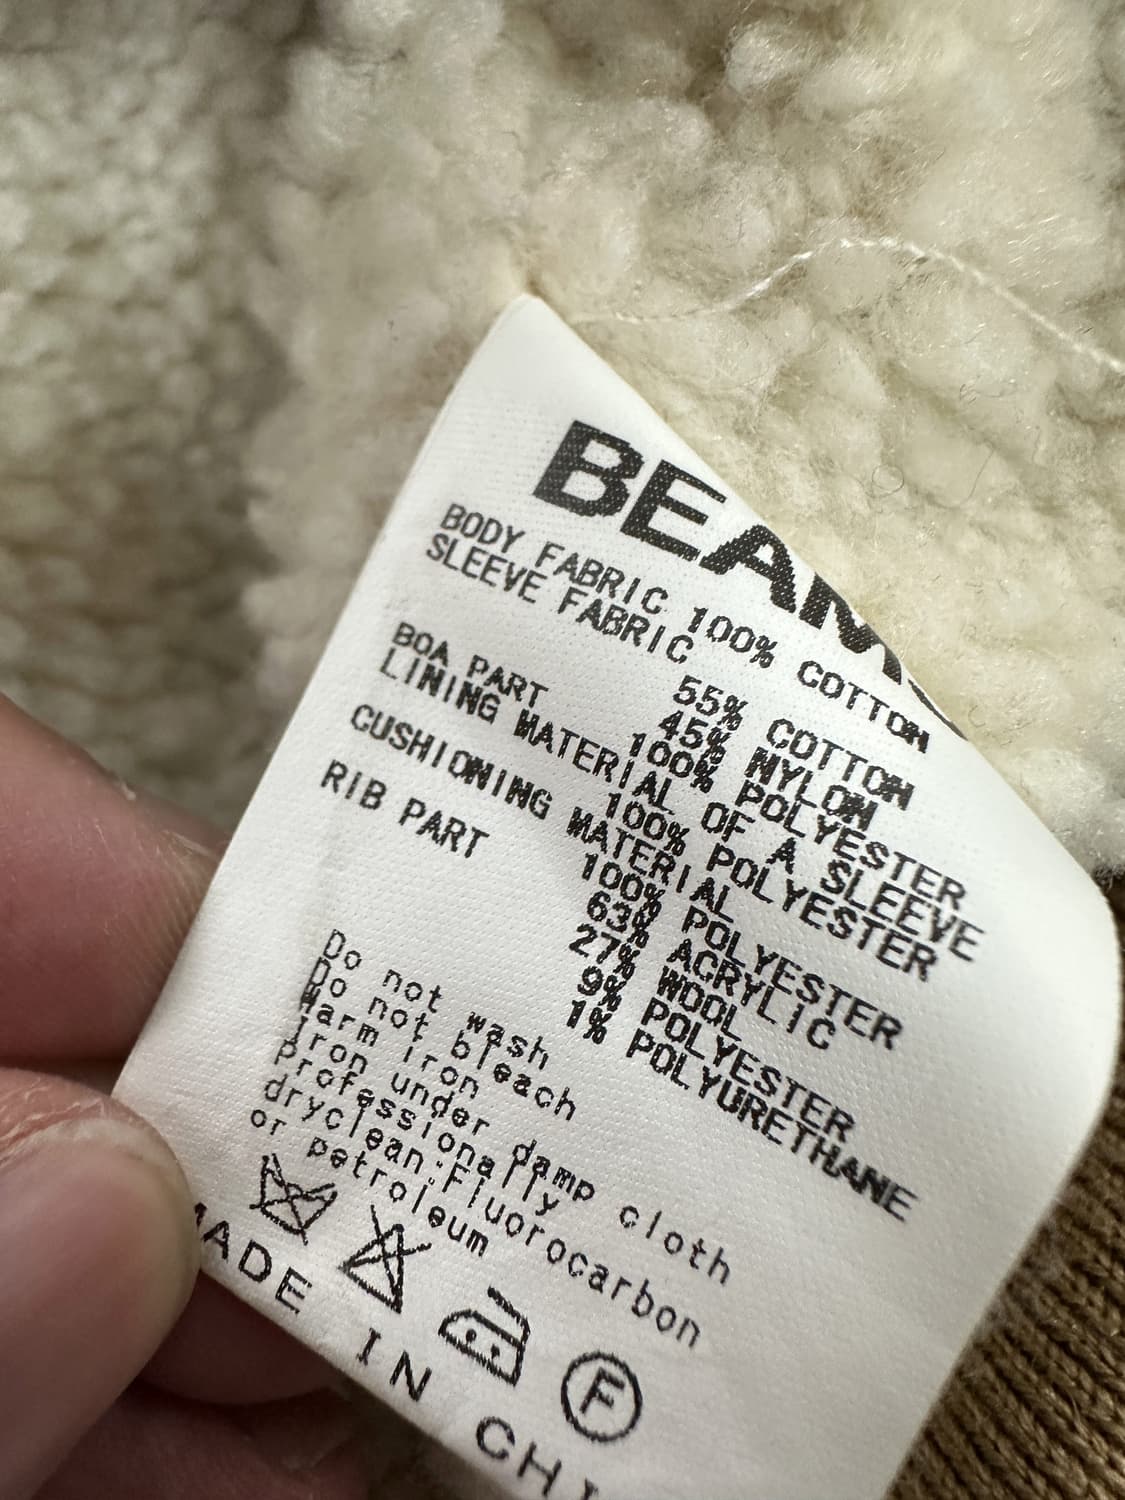 BEAMS
BODY FABRIC 100% COTTON
SLEEVE FABRIC
55% COTTON
45% NYLON
BOA PART 100% POLYESTER
LINING MATERIAL OF A SLEEVE
100% POLYESTER
CUSHIONING MATERIAL
100% POLYESTER
RIB PART 63% ACRYLIC
27% WOOL
9% POLYESTER
1% POLYURETHANE
Do not wash
Do not bleach
Warm iron
Iron under damp cloth
Professionally
dryclean:Fluorocarbon
or petroleum
F
MADE IN CHI